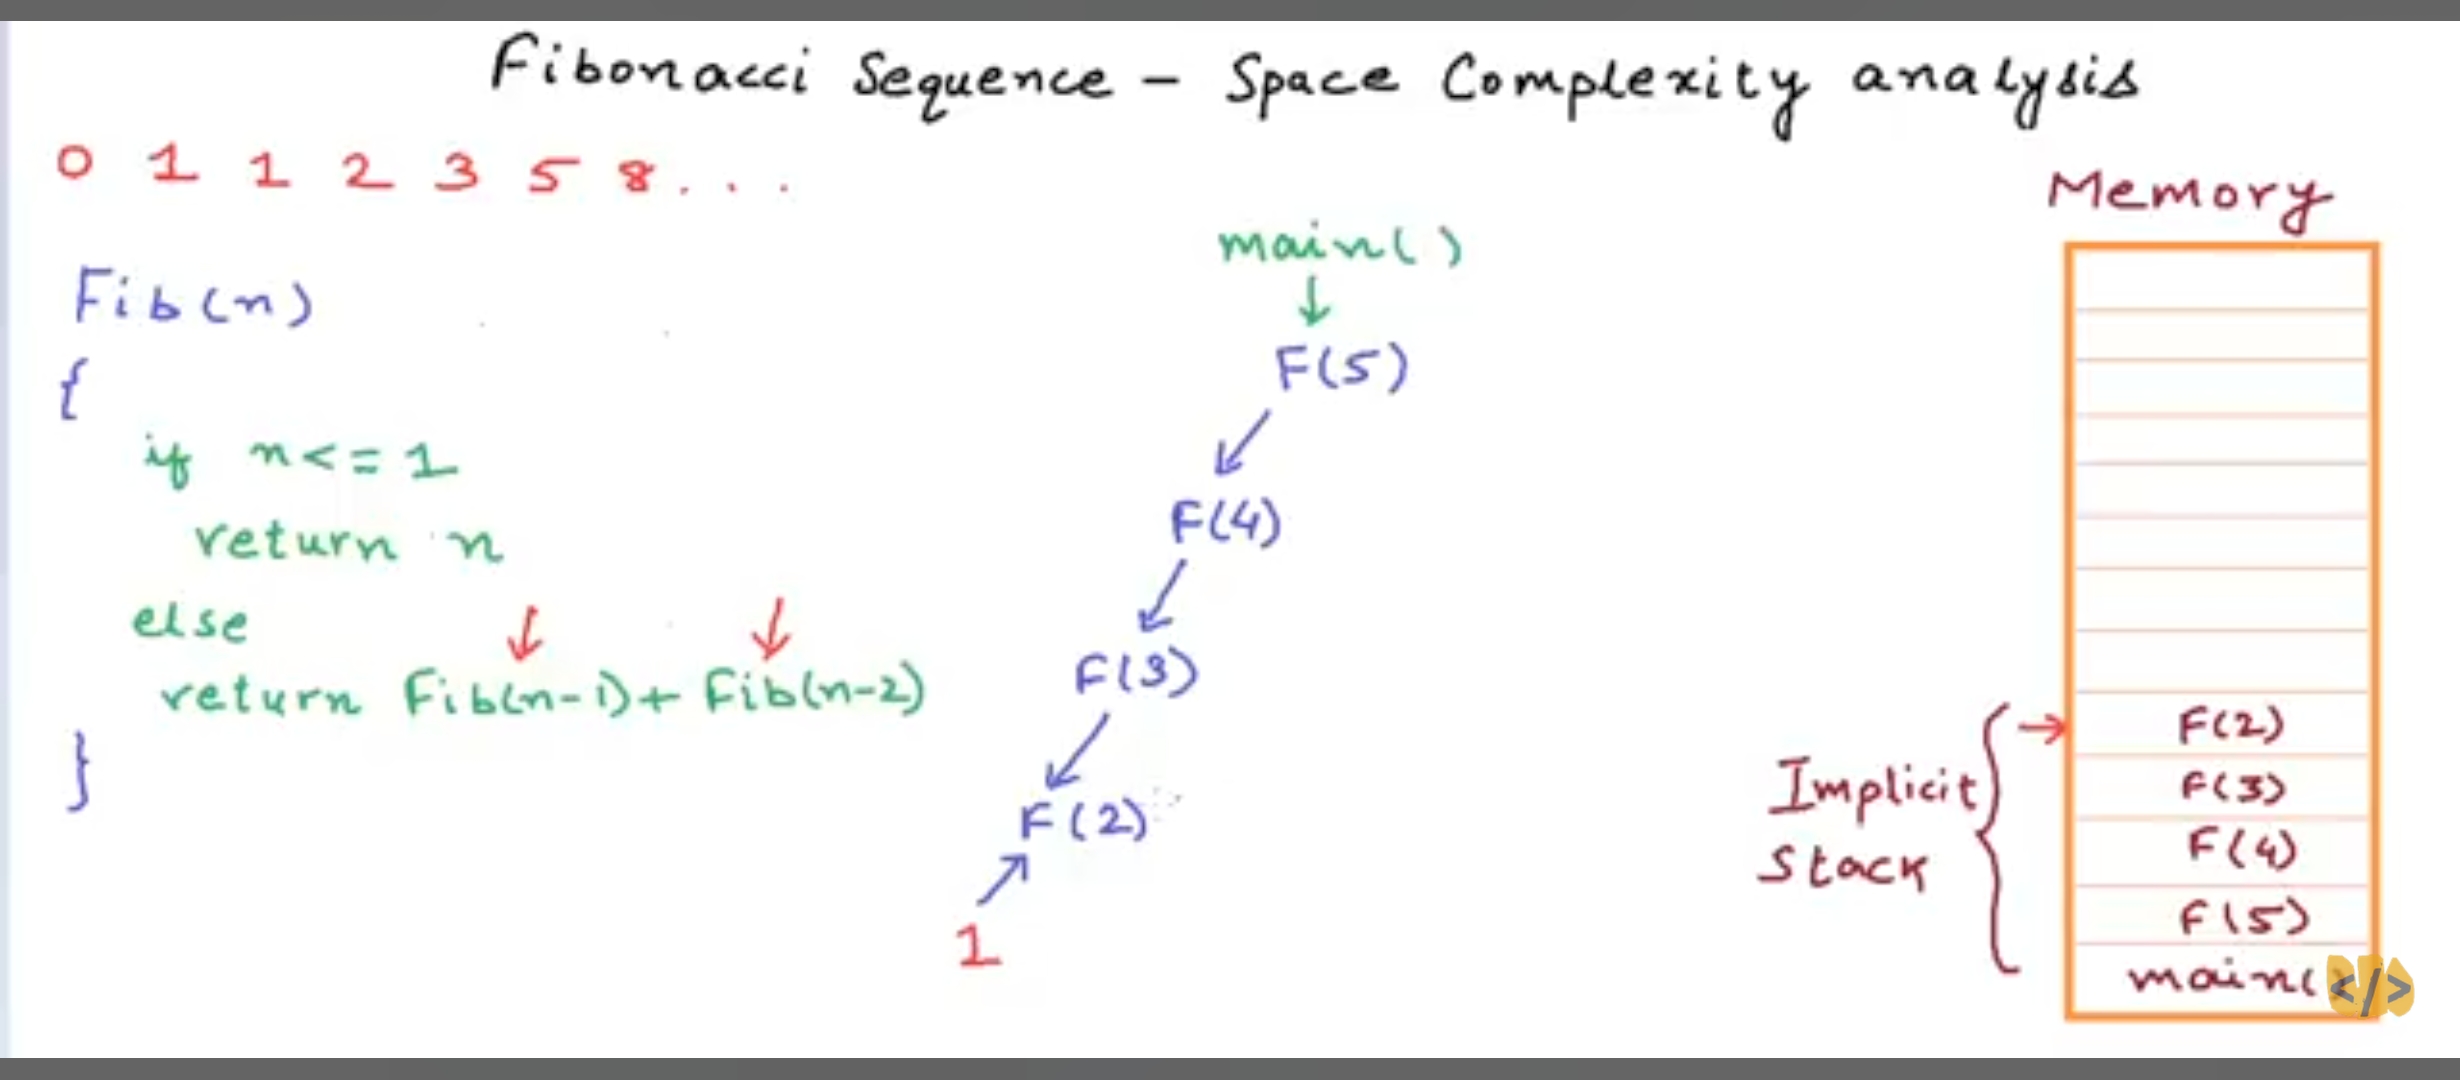 Fibonacci Sequence - Space Complexity analysis
0 1 1 2 3 5 8. . .
Fib(n)
{
if n<=1
return n
else
return Fib(n-1)+ Fib(n-2)
}
main()
F(5)
F(4)
F(3)
F(2)
1
Memory
Implicit
Stack
F(2)
F(3)
F(4)
F(5)
main()
</>